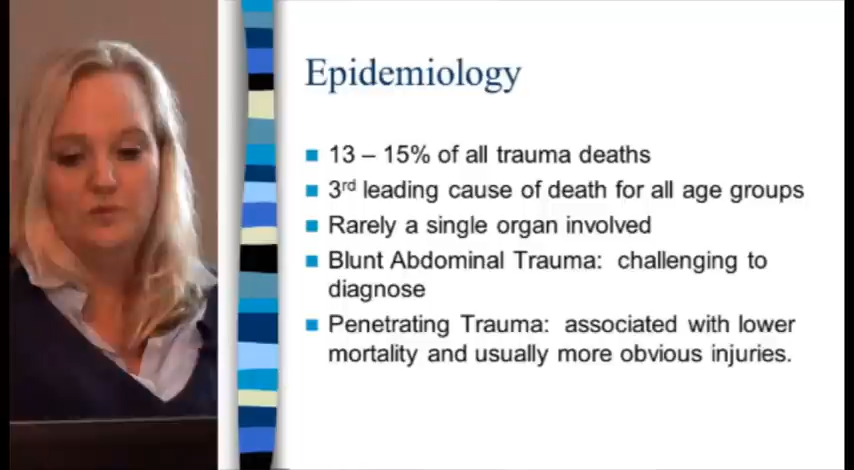 Epidemiology
13 – 15% of all trauma deaths
3rd leading cause of death for all age groups
Rarely a single organ involved
Blunt Abdominal Trauma: challenging to
diagnose
Penetrating Trauma: associated with lower
mortality and usually more obvious injuries.